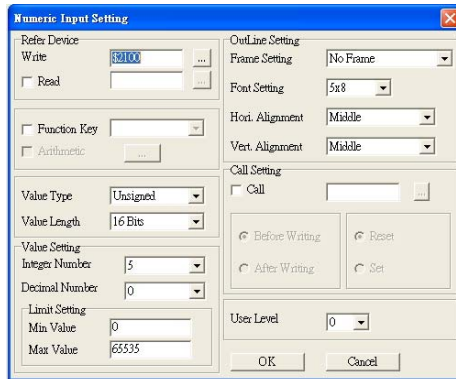 Numeric Input Setting
Refer Device
Write $2100 ...
Read ...
Function Key
Arithmetic ...
Value Type Unsigned
Value Length 16 Bits
Value Setting
Integer Number 5
Decimal Number 0
Limit Setting
Min Value 0
Max Value 65535
OutLine Setting
Frame Setting No Frame
Font Setting 5x8
Hori. Alignment Middle
Vert. Alignment Middle
Call Setting
Call ...
Before Writing Reset
After Writing Set
User Level 0
OK Cancel